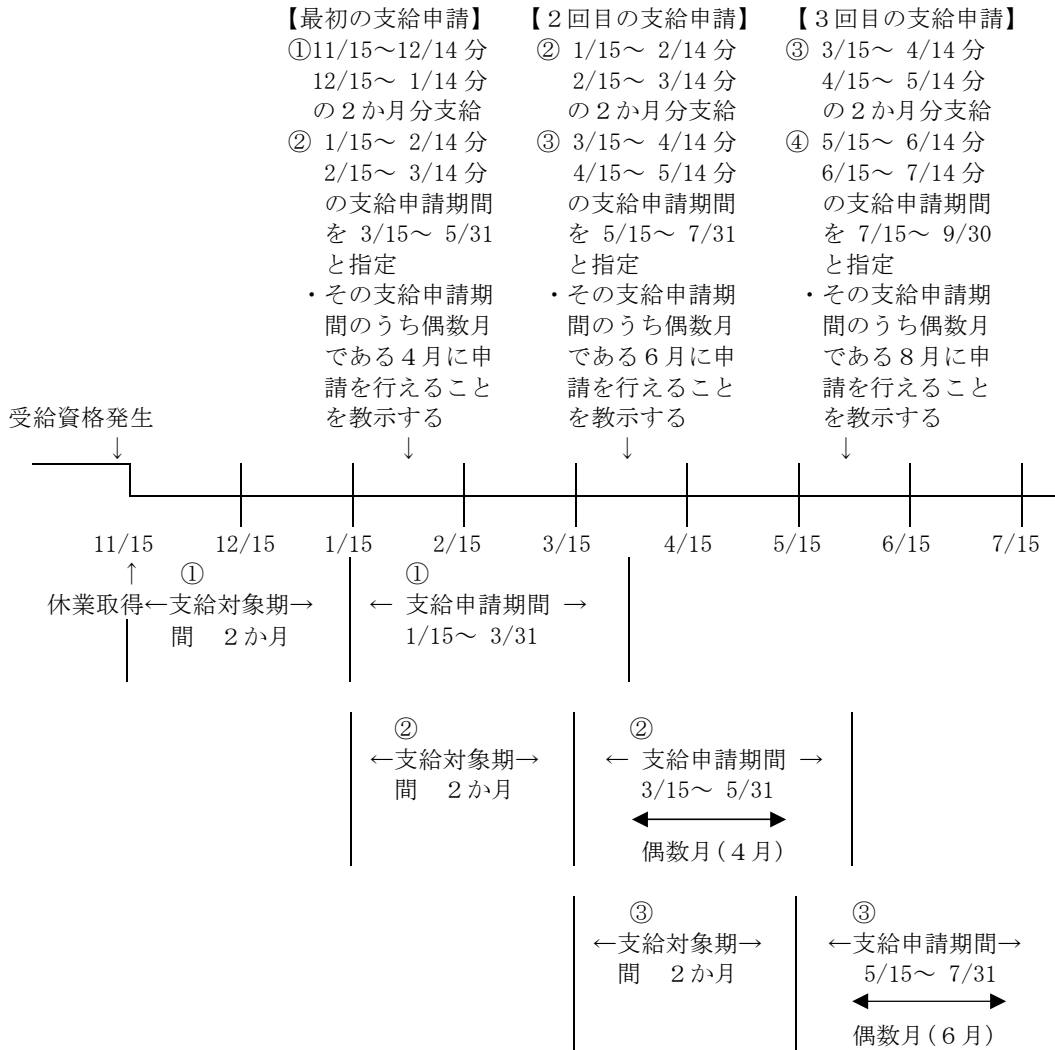 【最初の支給申請】
①11/15～12/14 分
12/15～ 1/14 分
の２か月分支給
② 1/15～ 2/14 分
2/15～ 3/14 分
の支給申請期間
を 3/15～ 5/31
と指定
・その支給申請期
間のうち偶数月
である４月に申
請を行えること
を教示する
↓
【２回目の支給申請】
② 1/15～ 2/14 分
2/15～ 3/14 分
の２か月分支給
③ 3/15～ 4/14 分
4/15～ 5/14 分
の支給申請期間
を 5/15～ 7/31
と指定
・その支給申請期
間のうち偶数月
である６月に申
請を行えること
を教示する
↓
【３回目の支給申請】
③ 3/15～ 4/14 分
4/15～ 5/14 分
の２か月分支給
④ 5/15～ 6/14 分
6/15～ 7/14 分
の支給申請期間
を 7/15～ 9/30
と指定
・その支給申請期
間のうち偶数月
である８月に申
請を行えること
を教示する
↓
受給資格発生
↓
11/15 12/15 1/15 2/15 3/15 4/15 5/15 6/15 7/15
↑
休業取得
①
←支給対象期→
間 ２か月
①
← 支給申請期間 →
1/15～ 3/31
②
←支給対象期→
間 ２か月
②
← 支給申請期間 →
3/15～ 5/31
偶数月(４月)
③
←支給対象期→
間 ２か月
③
←支給申請期間→
5/15～ 7/31
偶数月(６月)